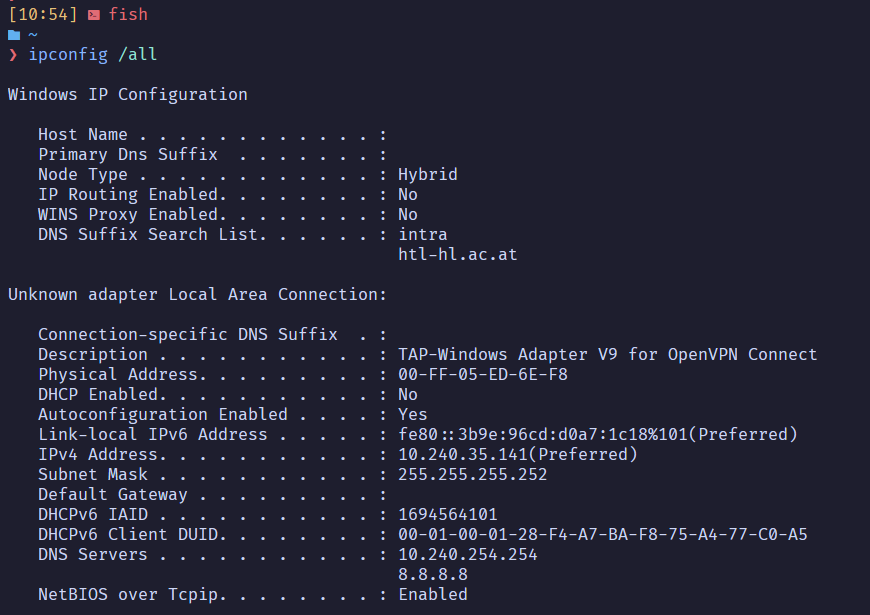 [10:54] fish
~
❯ ipconfig /all
Windows IP Configuration
Host Name . . . . . . . . . . . . :
Primary Dns Suffix  . . . . . . . :
Node Type . . . . . . . . . . . . : Hybrid
IP Routing Enabled. . . . . . . . : No
WINS Proxy Enabled. . . . . . . . : No
DNS Suffix Search List. . . . . . : intra
htl-hl.ac.at
Unknown adapter Local Area Connection:
Connection-specific DNS Suffix  . :
Description . . . . . . . . . . . : TAP-Windows Adapter V9 for OpenVPN Connect
Physical Address. . . . . . . . . : 00-FF-05-ED-6E-F8
DHCP Enabled. . . . . . . . . . . : No
Autoconfiguration Enabled . . . . : Yes
Link-local IPv6 Address . . . . . : fe80::3b9e:96cd:d0a7:1c18%101(Preferred)
IPv4 Address. . . . . . . . . . . : 10.240.35.141(Preferred)
Subnet Mask . . . . . . . . . . . : 255.255.255.252
Default Gateway . . . . . . . . . :
DHCPv6 IAID . . . . . . . . . . . : 1694564101
DHCPv6 Client DUID. . . . . . . . : 00-01-00-01-28-F4-A7-BA-F8-75-A4-77-C0-A5
DNS Servers . . . . . . . . . . . : 10.240.254.254
8.8.8.8
NetBIOS over Tcpip. . . . . . . . : Enabled